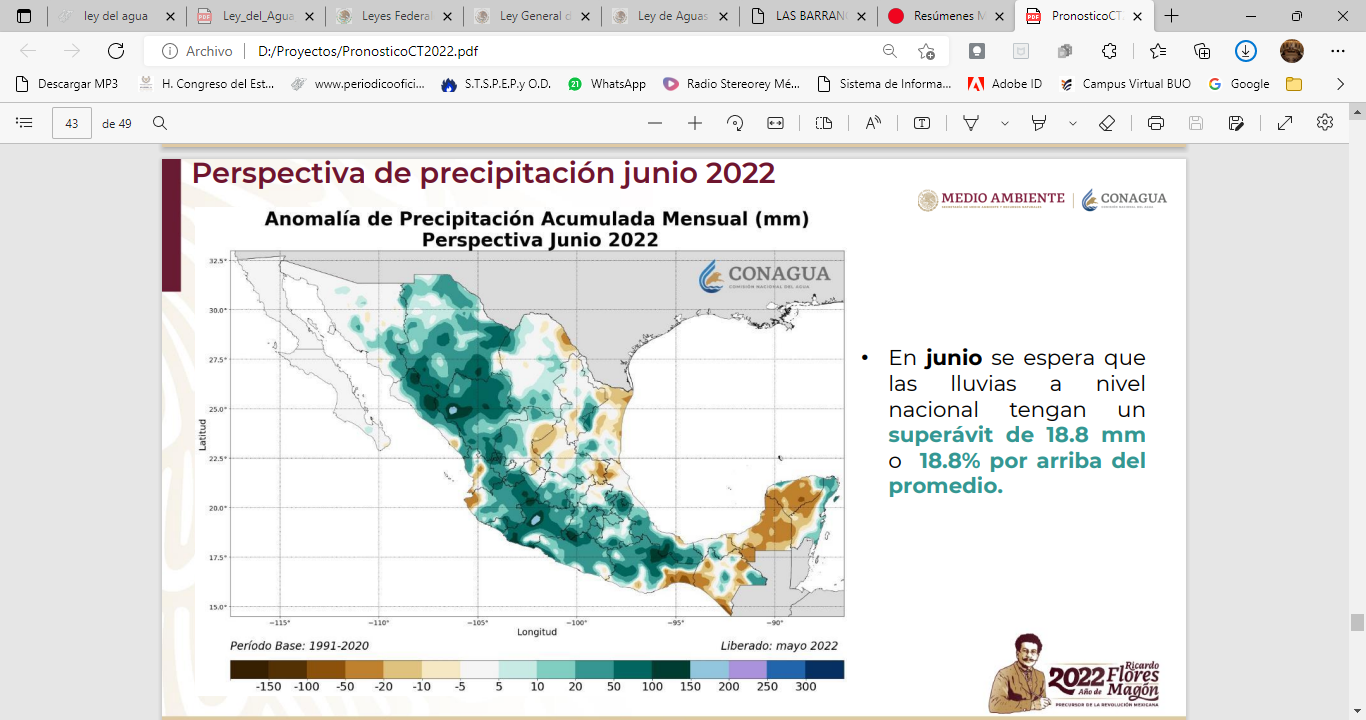 ley del agua
Ley_del_Agua
Leyes Federal
Ley General d
Ley de Aguas
LAS BARRAN
Resúmenes M
PronosticoCT
Archivo
D:/Proyectos/PronosticoCT2022.pdf
Descargar MP3
H. Congreso del Est...
www.periodicoofici...
S.T.S.P.E.P.y O.D.
21
WhatsApp
Radio Stereorey Mé...
Sistema de Informa...
Adobe ID
Campus Virtual BUO
Google
43 de 49
Perspectiva de precipitación junio 2022
MEDIO AMBIENTE
CONAGUA
COMISIÓN NACIONAL DEL AGUA
Anomalía de Precipitación Acumulada Mensual (mm)
Perspectiva Junio 2022
CONAGUA
COMISIÓN NACIONAL DEL AGUA
32.5°
30.0°
27.5°
25.0°
22.5°
20.0°
17.5°
15.0°
Latitud
−115° −110° −105° −100° −95° −90°
Longitud
Período Base: 1991-2020
Liberado: mayo 2022
-150 -100 -50 -20 -10 -5 5 10 20 50 100 150 200 250 300
• En junio se espera que
las lluvias a nivel
nacional tengan un
superávit de 18.8 mm
o 18.8% por arriba del
promedio.
2022 Ricardo
Año de Flores
Magón
PRECURSOR DE LA REVOLUCIÓN MEXICANA